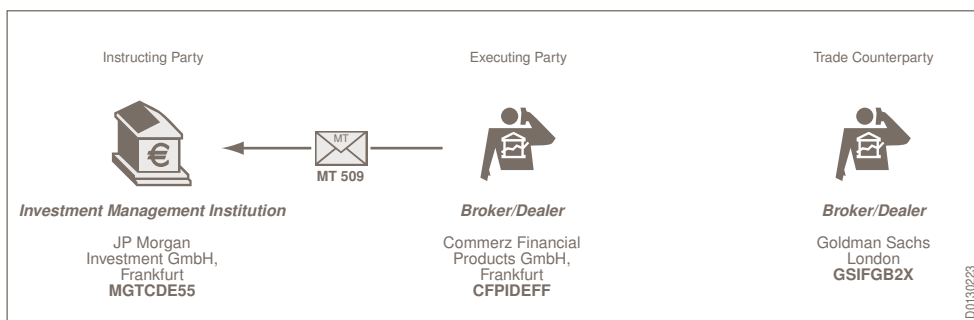 Instructing Party
Executing Party
Trade Counterparty
€
MT
MT 509
Investment Management Institution
Broker/Dealer
Broker/Dealer
JP Morgan
Investment GmbH,
Frankfurt
MGTCDE55
Commerz Financial
Products GmbH,
Frankfurt
CFPIDEFF
Goldman Sachs
London
GSIFGB2X
D0130223